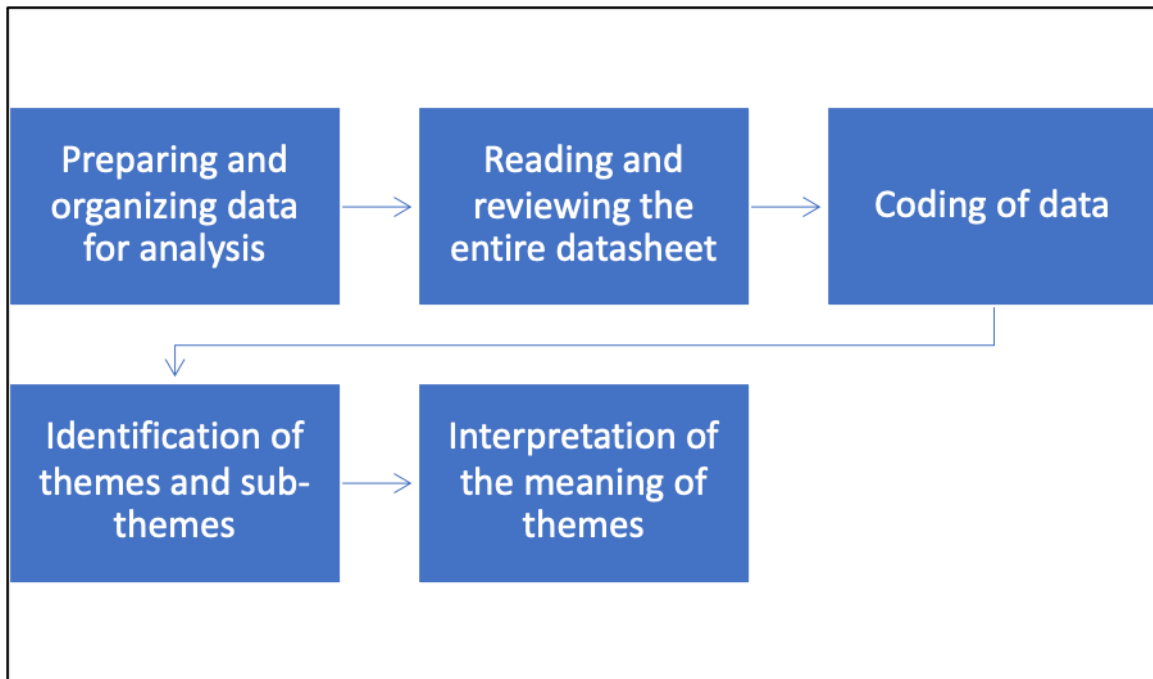 Preparing and
organizing data
for analysis
Reading and
reviewing the
entire datasheet
Coding of data
Identification of
themes and sub-
themes
Interpretation of
the meaning of
themes